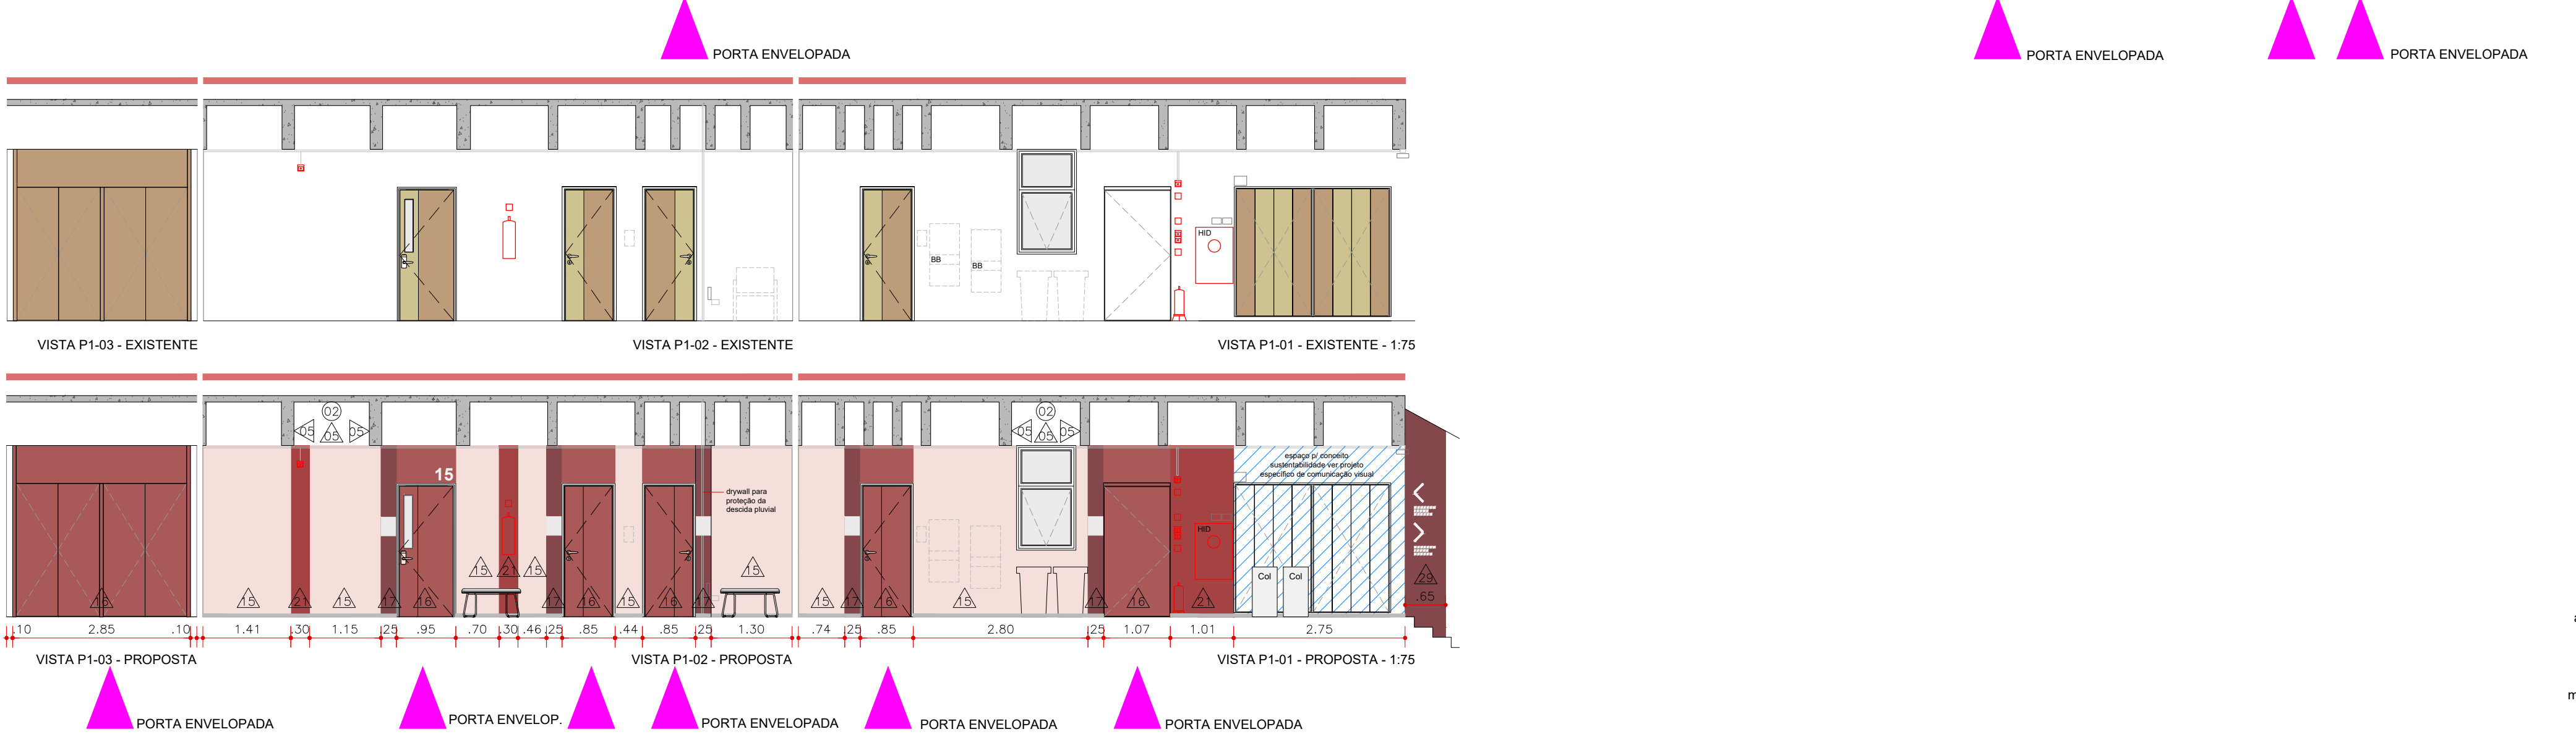 PORTA ENVELOPADA
PORTA ENVELOPADA
PORTA ENVELOPADA
BB
BB
HID
VISTA P1-03 - EXISTENTE
VISTA P1-02 - EXISTENTE
VISTA P1-01 - EXISTENTE - 1:75
02
05 05 05
02
05 05 05
espaço p/ conceito
sustentabilidade ver projeto
específico de comunicação visual
15
drywall para
proteção da
descida pluvial
HID
15 21 15
15
Col
Col
29
16
15 21 15 17 16 17 16 15 16 17
15 17 16 15 17 16 21
.65
.10 2.85 .10
1.41 .30 1.15 .25 .95 .70 .30 .46 .25 .85 .44 .85 .25 1.30
.74 .25 .85 2.80 .25 1.07 1.01 2.75
VISTA P1-03 - PROPOSTA
VISTA P1-02 - PROPOSTA
VISTA P1-01 - PROPOSTA - 1:75
PORTA ENVELOPADA
PORTA ENVELOP.
PORTA ENVELOPADA
PORTA ENVELOPADA
PORTA ENVELOPADA